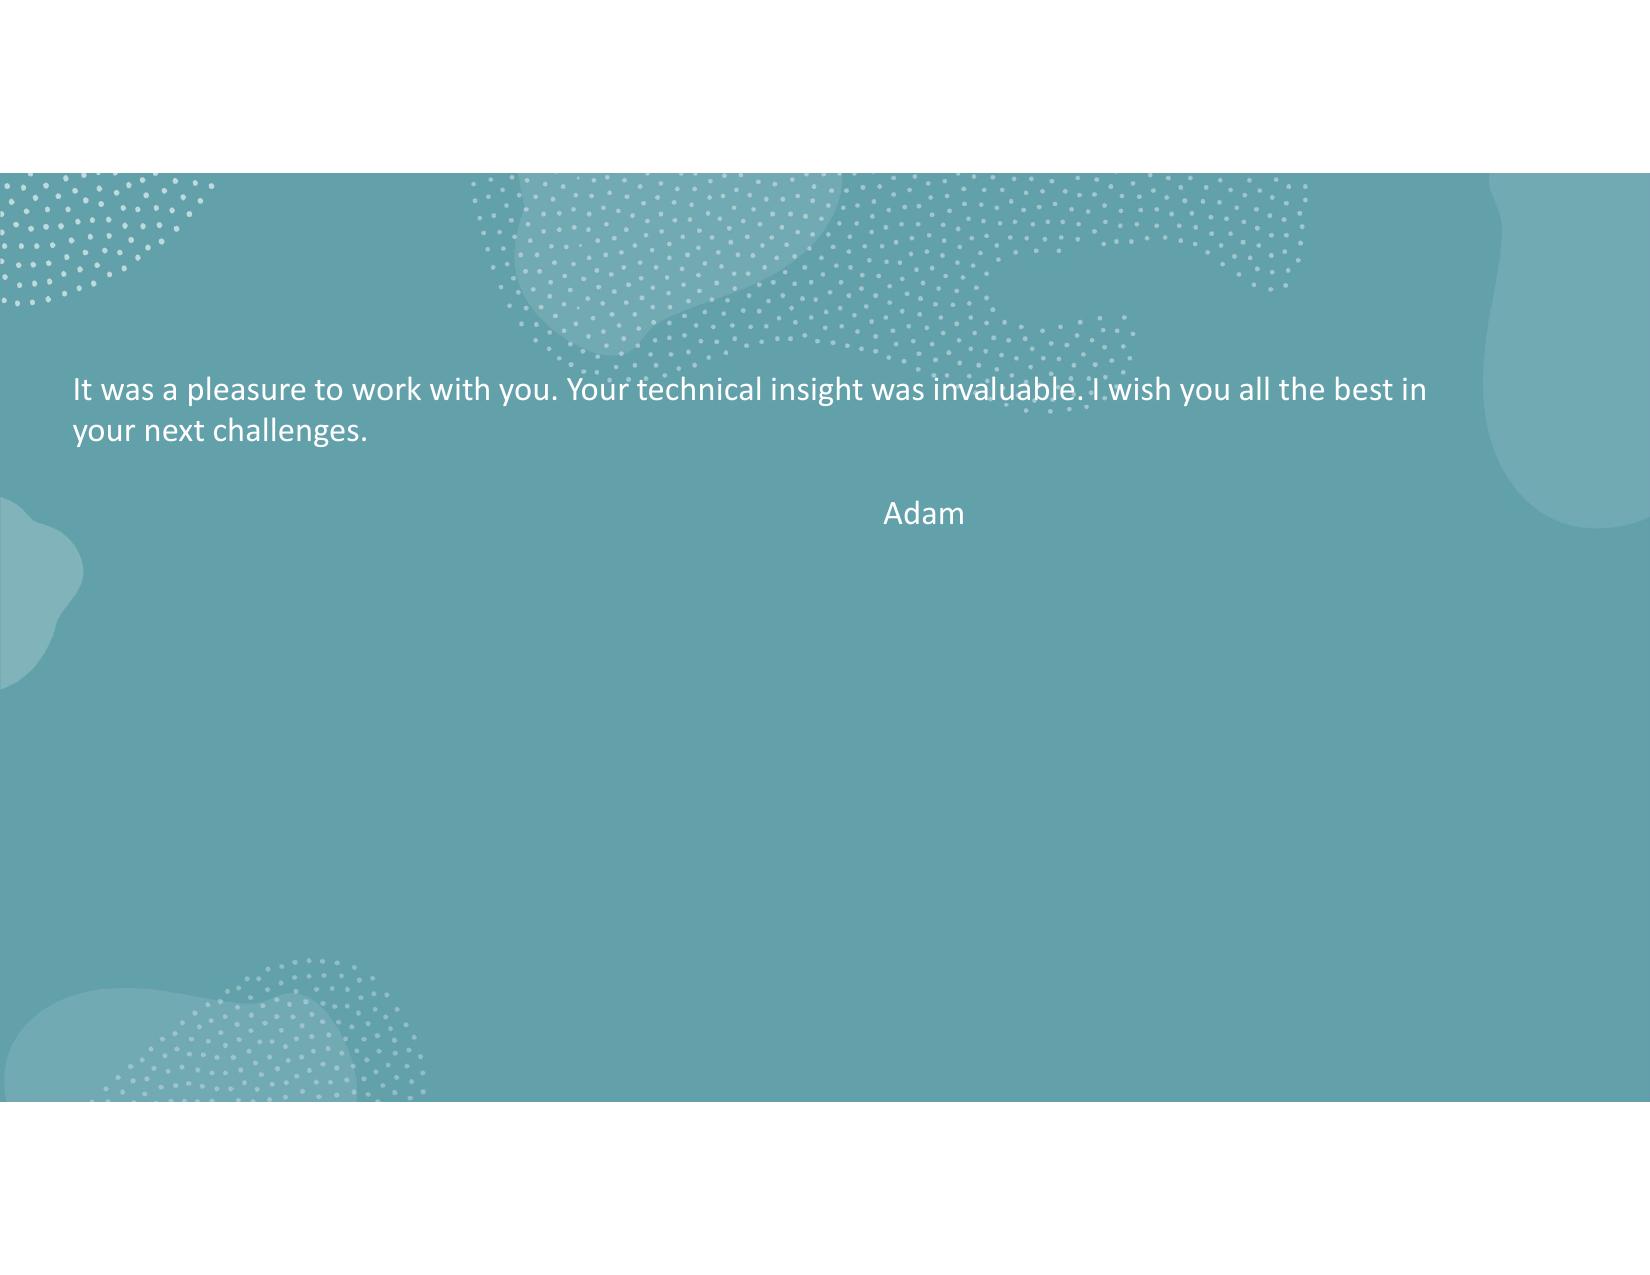 It was a pleasure to work with you. Your technical insight was invaluable. I wish you all the best in
your next challenges.
Adam